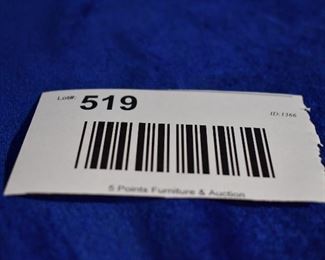 Lot#: 519
ID:1366
5 Points Furniture & Auction